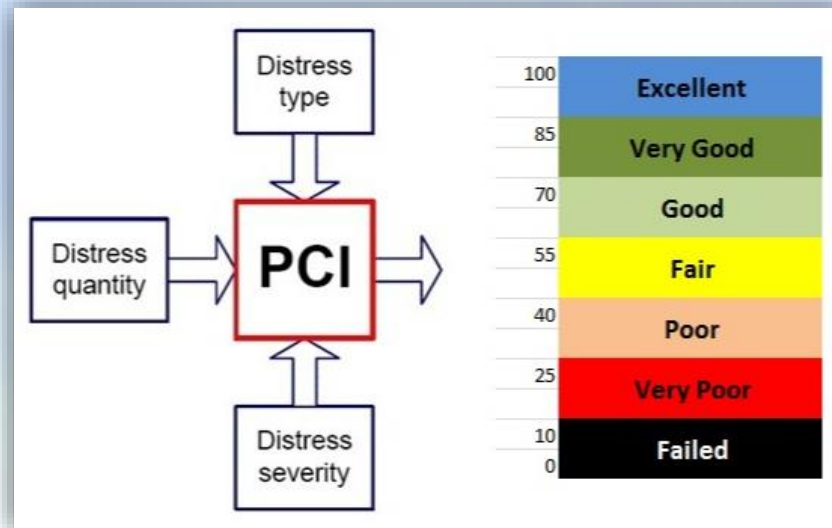 Distress
type
Distress
quantity
PCI
Distress
severity
100
Excellent
85
Very Good
70
Good
55
Fair
40
Poor
25
Very Poor
10
Failed
0